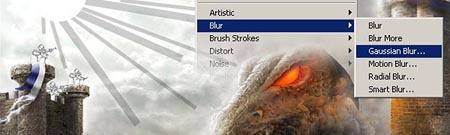 Artistic
Blur
Brush Strokes
Distort
Noise
Blur
Blur More
Gaussian Blur...
Motion Blur...
Radial Blur...
Smart Blur...